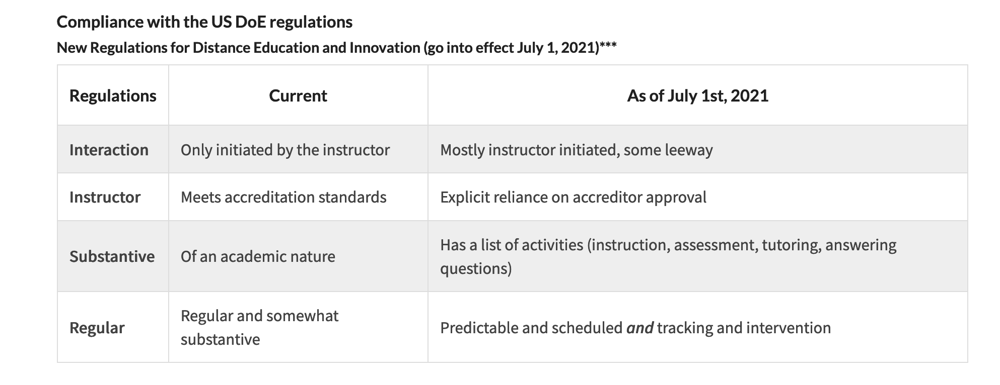 Compliance with the US DoE regulations
New Regulations for Distance Education and Innovation (go into effect July 1, 2021)***
Regulations Current As of July 1st, 2021
Interaction Only initiated by the instructor Mostly instructor initiated, some leeway
Instructor Meets accreditation standards Explicit reliance on accreditor approval
Substantive Of an academic nature Has a list of activities (instruction, assessment, tutoring, answering
questions)
Regular Regular and somewhat
substantive Predictable and scheduled and tracking and intervention